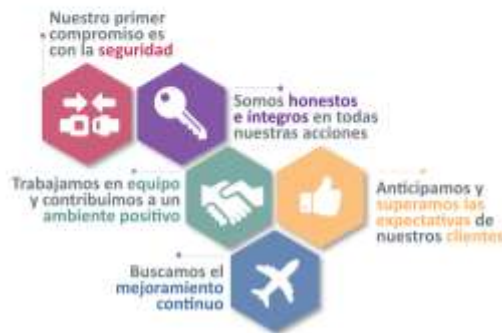 Nuestro primer
compromiso es
con la seguridad
Somos honestos
e íntegros en todas
nuestras acciones
Trabajamos en equipo
y contribuimos a un
ambiente positivo
Anticipamos y
superamos las
expectativas de
nuestros clientes
Buscamos el
mejoramiento
continuo